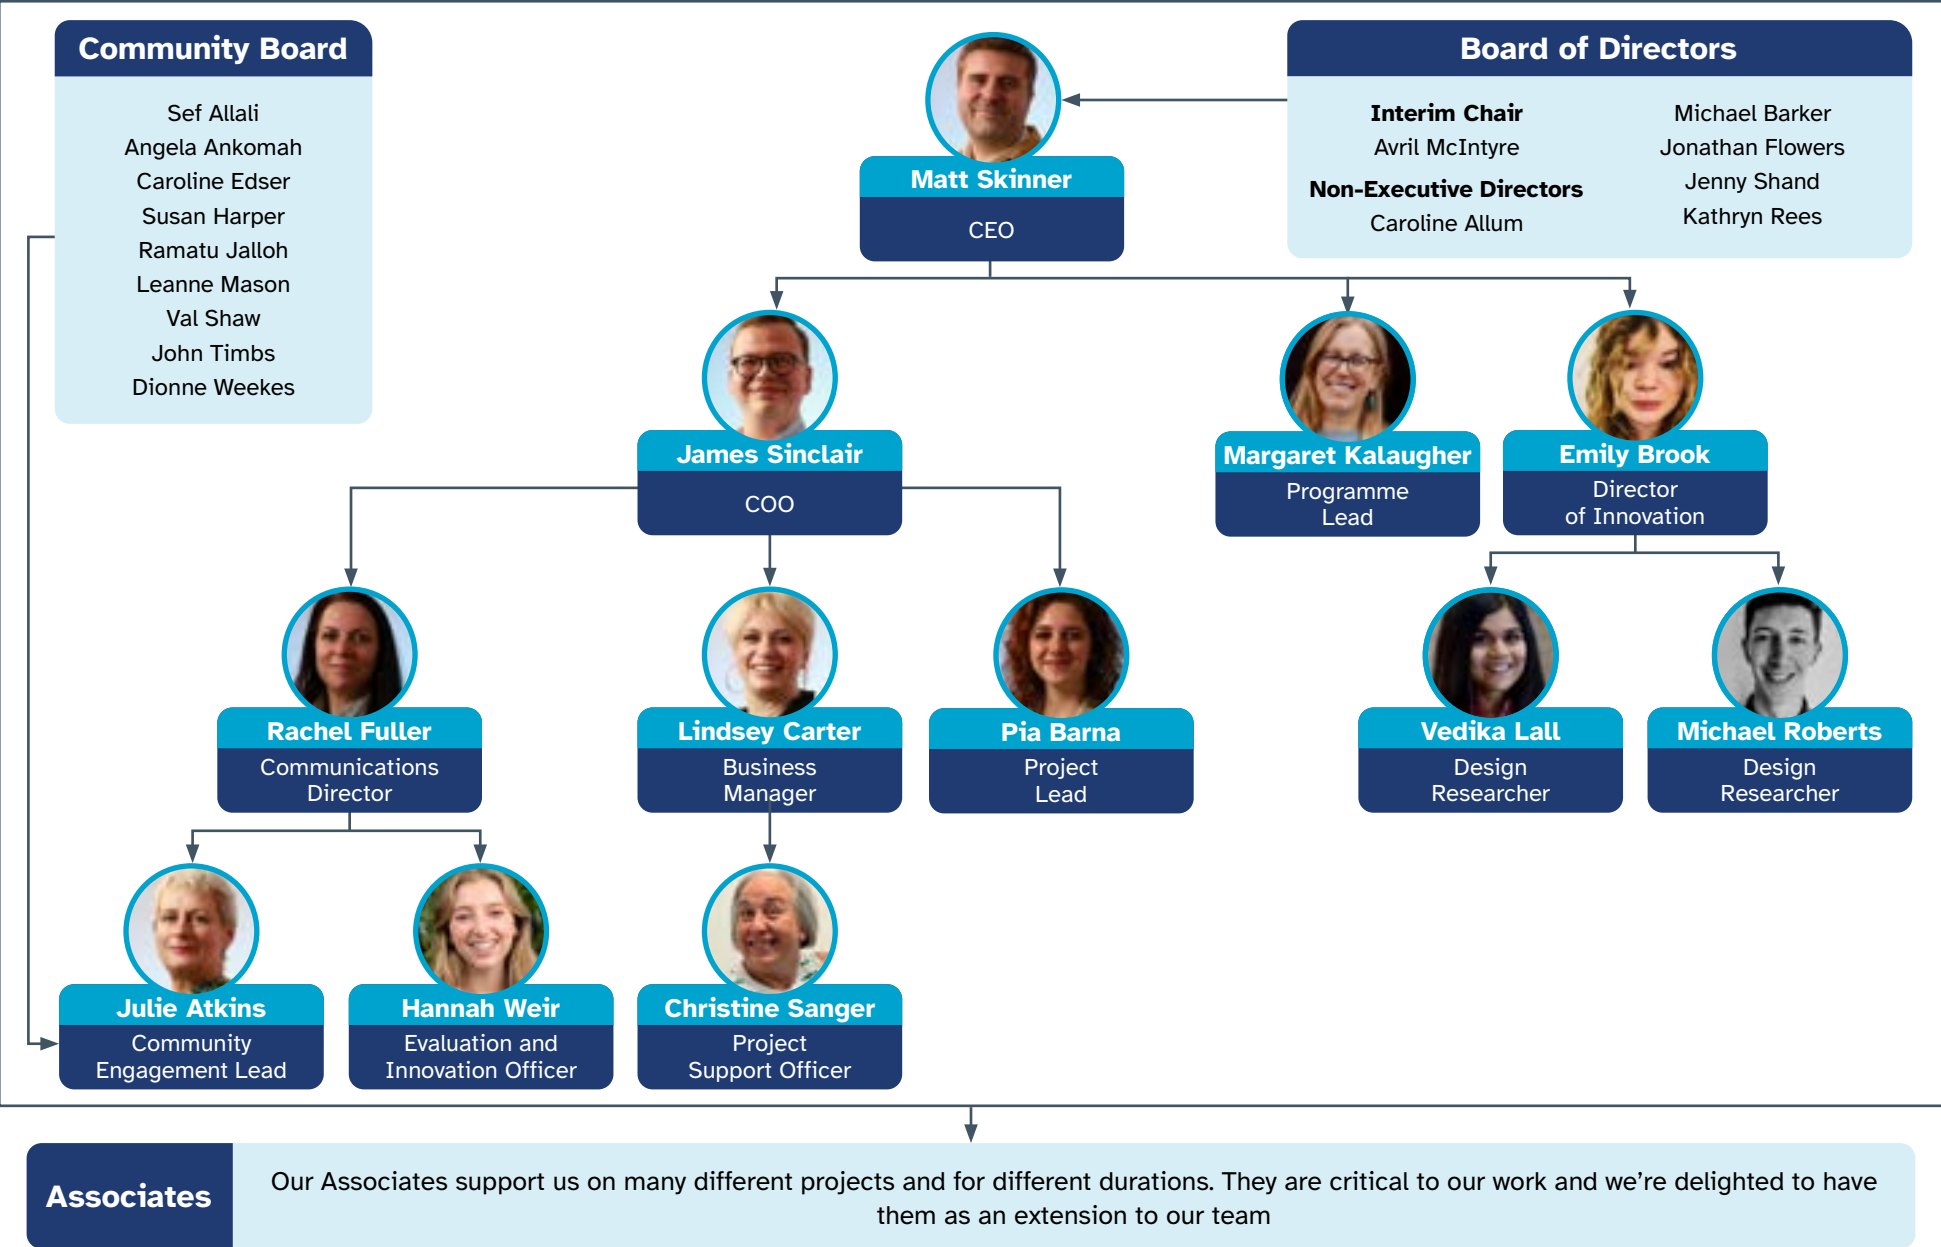 Community Board
Sef Allali
Angela Ankomah
Caroline Edser
Susan Harper
Ramatu Jalloh
Leanne Mason
Val Shaw
John Timbs
Dionne Weekes
Matt Skinner
CEO
Board of Directors
Interim Chair
Avril McIntyre
Non-Executive Directors
Caroline Allum
Michael Barker
Jonathan Flowers
Jenny Shand
Kathryn Rees
James Sinclair
COO
Margaret Kalaugher
Programme
Lead
Emily Brook
Director
of Innovation
Rachel Fuller
Communications
Director
Lindsey Carter
Business
Manager
Pia Barna
Project
Lead
Vedika Lall
Design
Researcher
Michael Roberts
Design
Researcher
Julie Atkins
Community
Engagement Lead
Hannah Weir
Evaluation and
Innovation Officer
Christine Sanger
Project
Support Officer
Associates
Our Associates support us on many different projects and for different durations. They are critical to our work and we’re delighted to have
them as an extension to our team